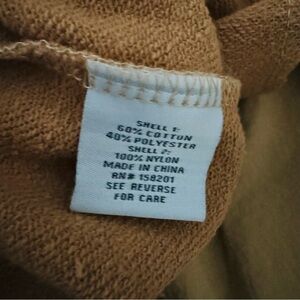 SHELL 1:
60% COTTON
40% POLYESTER
SHELL 2:
100% NYLON
MADE IN CHINA
RN# 158201
SEE REVERSE
FOR CARE